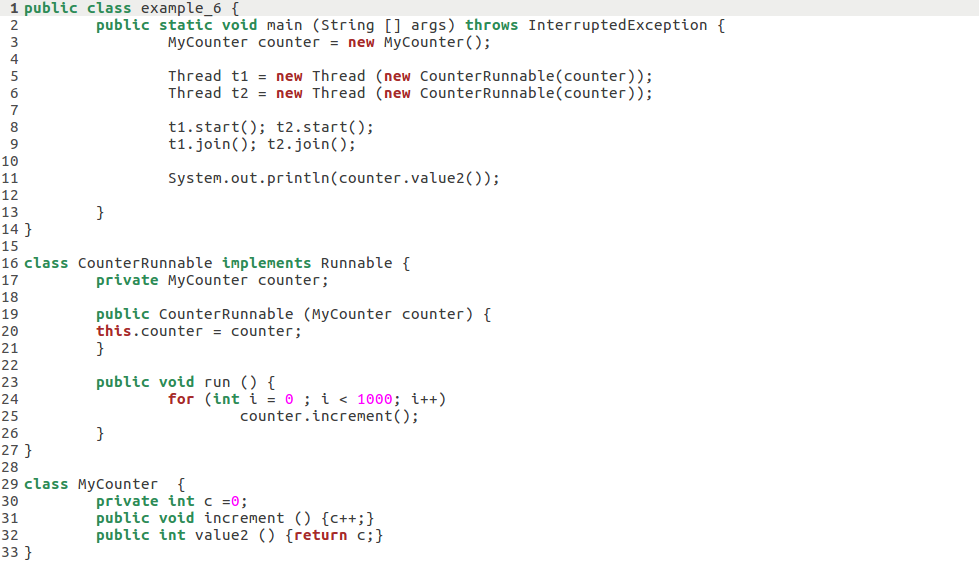 1 public class example_6 {
2         public static void main (String [] args) throws InterruptedException {
3                 MyCounter counter = new MyCounter();
4
5                 Thread t1 = new Thread (new CounterRunnable(counter));
6                 Thread t2 = new Thread (new CounterRunnable(counter));
7
8                 t1.start(); t2.start();
9                 t1.join(); t2.join();
10
11                 System.out.println(counter.value2());
12
13         }
14 }
15
16 class CounterRunnable implements Runnable {
17         private MyCounter counter;
18
19         public CounterRunnable (MyCounter counter) {
20         this.counter = counter;
21         }
22
23         public void run () {
24                 for (int i = 0 ; i < 1000; i++)
25                         counter.increment();
26         }
27 }
28
29 class MyCounter  {
30         private int c =0;
31         public void increment () {c++;}
32         public int value2 () {return c;}
33 }